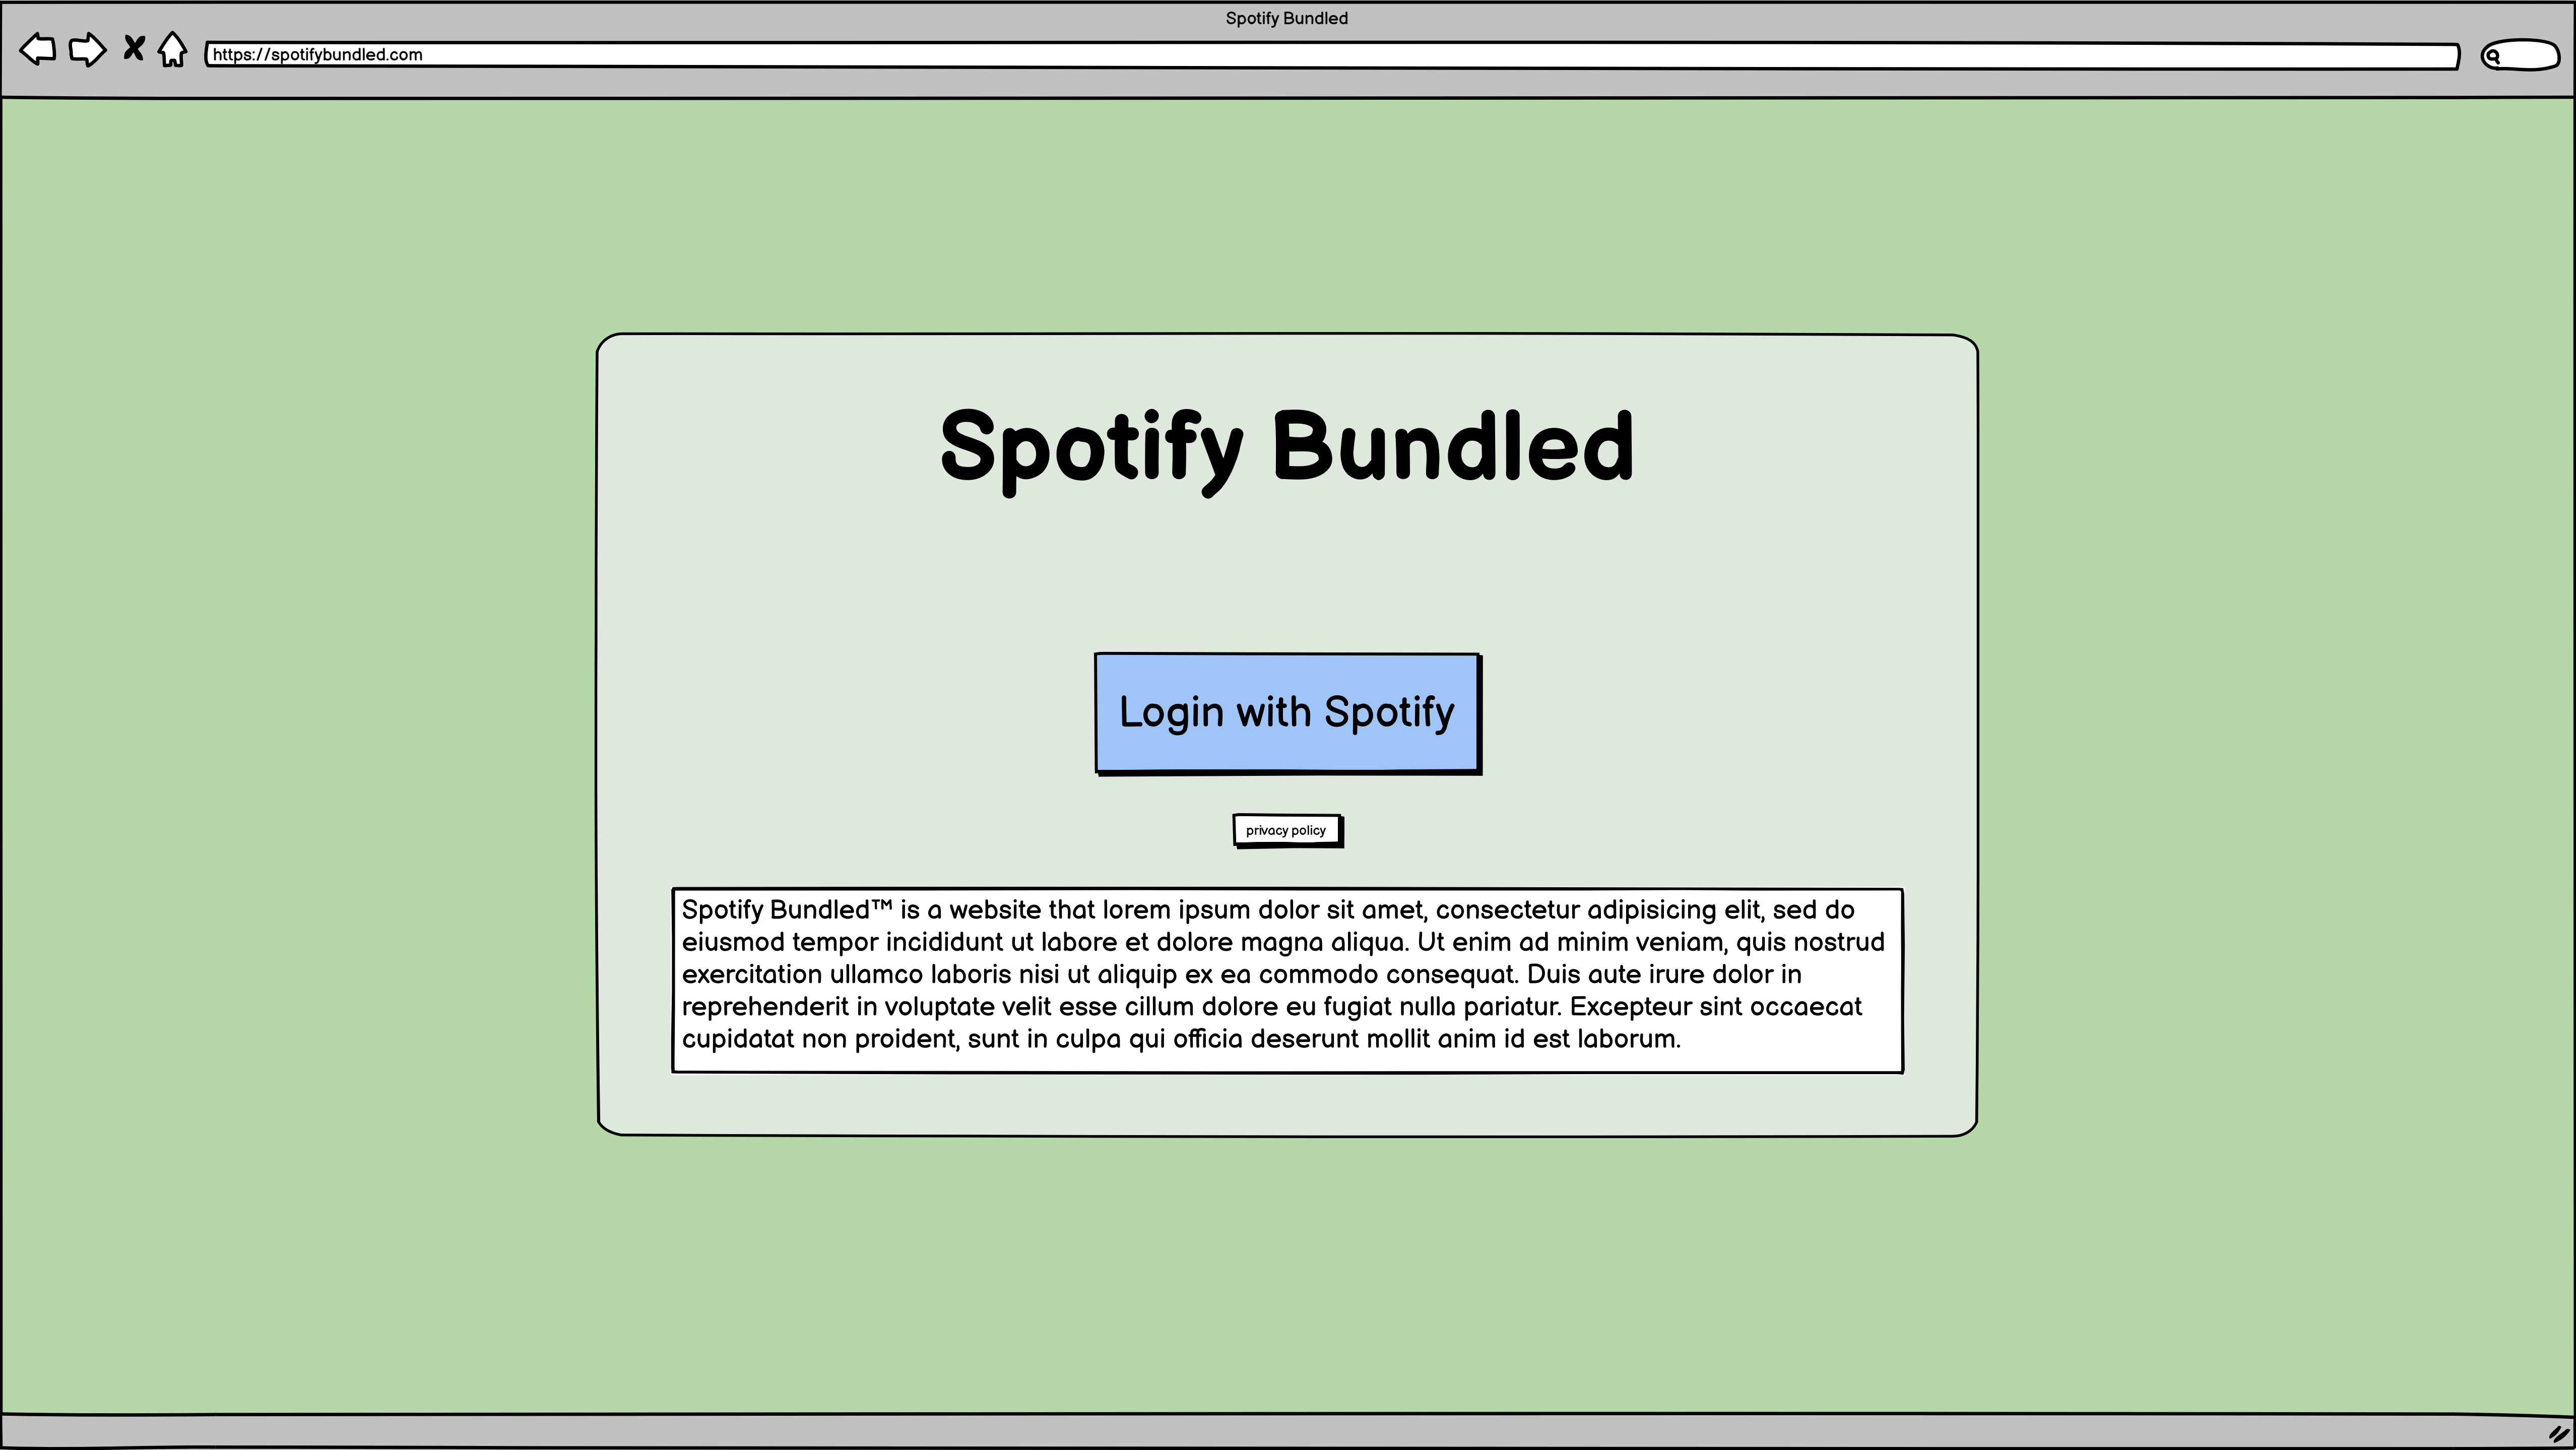 Spotify Bundled
https://spotifybundled.com
Spotify Bundled
Login with Spotify
privacy policy
Spotify Bundled™ is a website that lorem ipsum dolor sit amet, consectetur adipisicing elit, sed do
eiusmod tempor incididunt ut labore et dolore magna aliqua. Ut enim ad minim veniam, quis nostrud
exercitation ullamco laboris nisi ut aliquip ex ea commodo consequat. Duis aute irure dolor in
reprehenderit in voluptate velit esse cillum dolore eu fugiat nulla pariatur. Excepteur sint occaecat
cupidatat non proident, sunt in culpa qui officia deserunt mollit anim id est laborum.